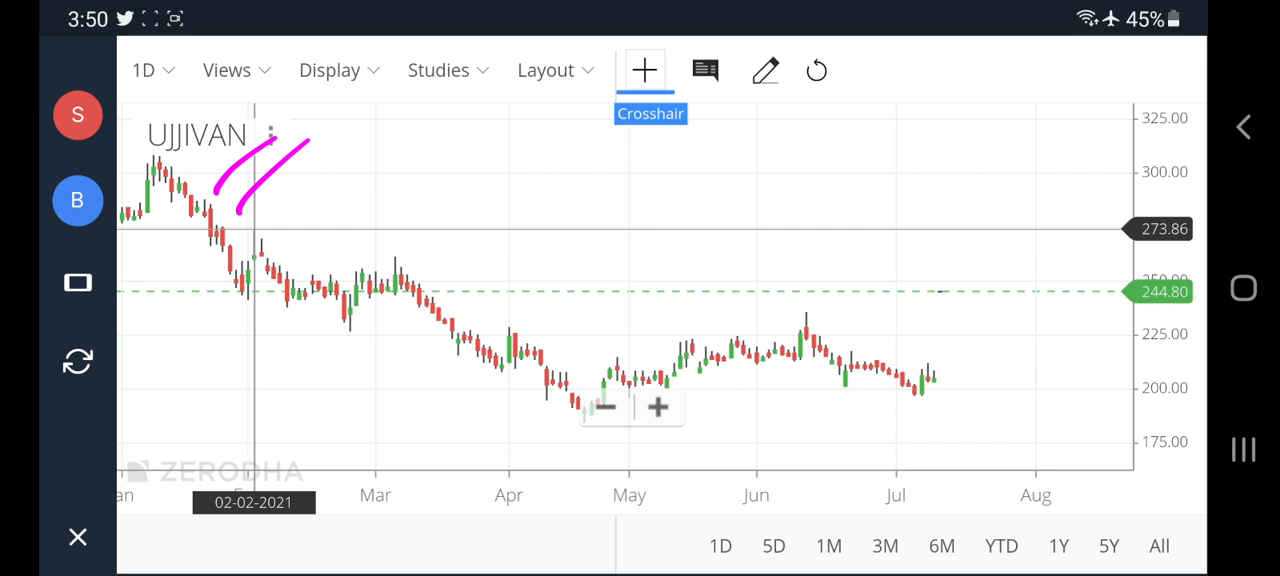 3:50 45%
1D Views Display Studies Layout
Crosshair
S
UJJIVAN
B
325.00
300.00
273.86
250.00
244.80
225.00
200.00
175.00
− +
ZERODHA
an Mar Apr May Jun Jul Aug
02-02-2021
1D 5D 1M 3M 6M YTD 1Y 5Y All